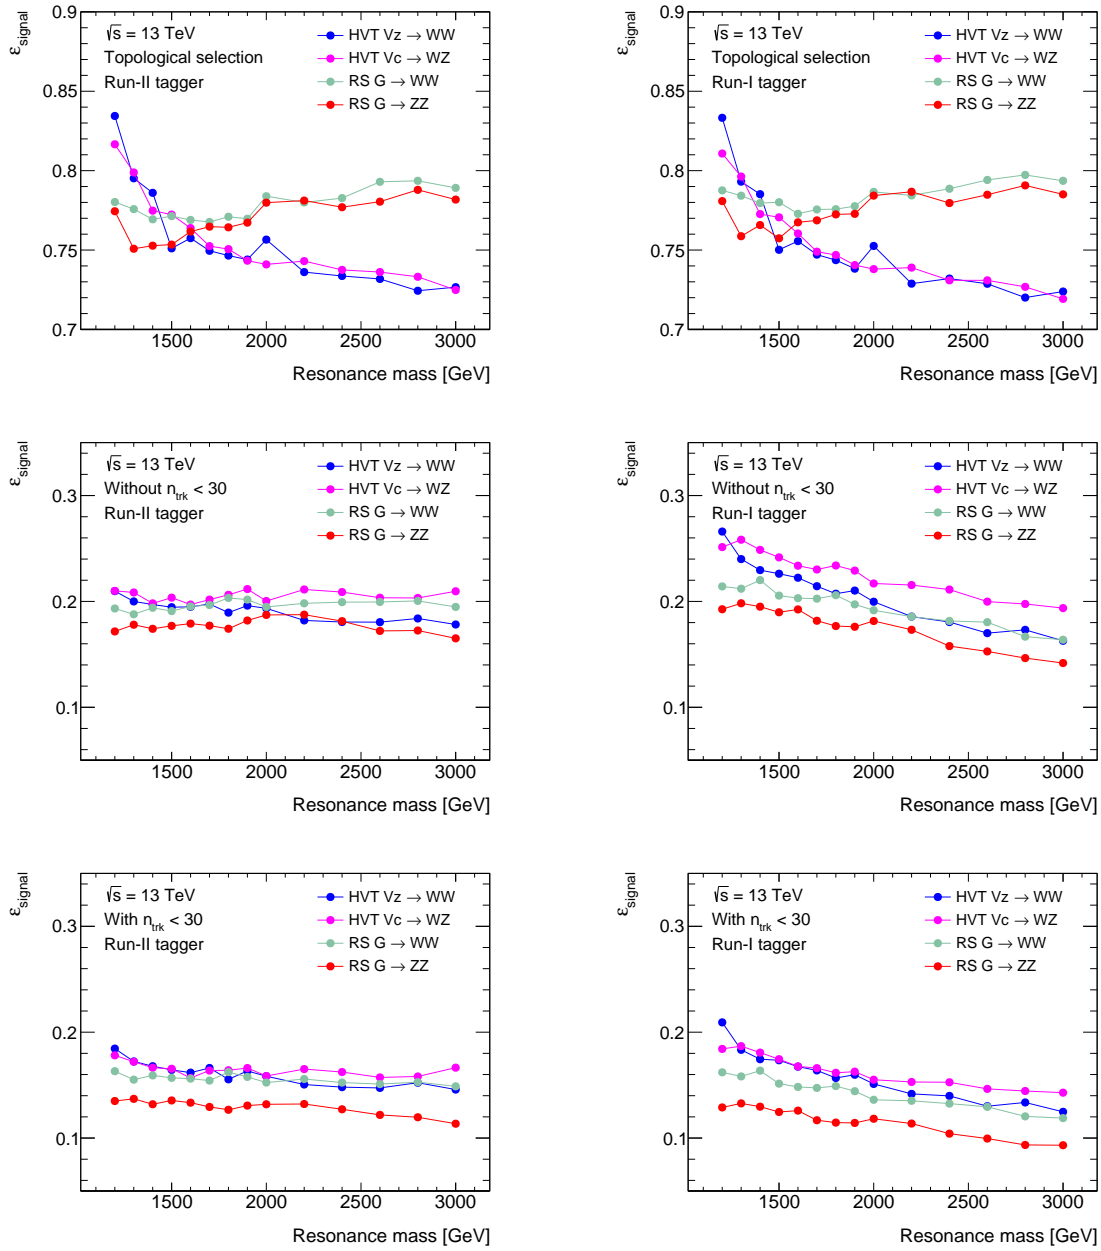 ε_signal
0.9
0.85
0.8
0.75
0.7
√s = 13 TeV
Topological selection
Run-II tagger
HVT Vz → WW
HVT Vc → WZ
RS G → WW
RS G → ZZ
1500 2000 2500 3000
Resonance mass [GeV]
ε_signal
0.9
0.85
0.8
0.75
0.7
√s = 13 TeV
Topological selection
Run-I tagger
HVT Vz → WW
HVT Vc → WZ
RS G → WW
RS G → ZZ
1500 2000 2500 3000
Resonance mass [GeV]
ε_signal
0.3
0.2
0.1
√s = 13 TeV
Without n_trk < 30
Run-II tagger
HVT Vz → WW
HVT Vc → WZ
RS G → WW
RS G → ZZ
1500 2000 2500 3000
Resonance mass [GeV]
ε_signal
0.3
0.2
0.1
√s = 13 TeV
Without n_trk < 30
Run-I tagger
HVT Vz → WW
HVT Vc → WZ
RS G → WW
RS G → ZZ
1500 2000 2500 3000
Resonance mass [GeV]
ε_signal
0.3
0.2
0.1
√s = 13 TeV
With n_trk < 30
Run-II tagger
HVT Vz → WW
HVT Vc → WZ
RS G → WW
RS G → ZZ
1500 2000 2500 3000
Resonance mass [GeV]
ε_signal
0.3
0.2
0.1
√s = 13 TeV
With n_trk < 30
Run-I tagger
HVT Vz → WW
HVT Vc → WZ
RS G → WW
RS G → ZZ
1500 2000 2500 3000
Resonance mass [GeV]